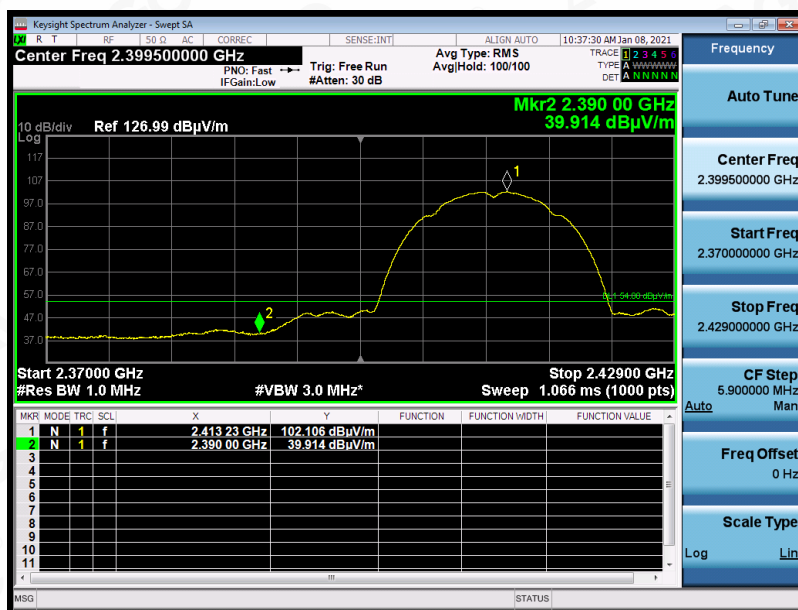 Keysight Spectrum Analyzer - Swept SA
LXI R T RF 50 Ω AC CORREC SENSE:INT ALIGN AUTO 10:37:30 AM Jan 08, 2021
Center Freq 2.399500000 GHz
PNO: Fast
IFGain:Low
Trig: Free Run
#Atten: 30 dB
Avg Type: RMS
Avg|Hold: 100/100
TRACE 1 2 3 4 5 6
TYPE A WWWWW
DET A N N N N N
Mkr2 2.390 00 GHz
39.914 dBµV/m
10 dB/div Ref 126.99 dBµV/m
Log
117
107
97.0
87.0
77.0
67.0
57.0
47.0
37.0
1
2
DL1 54.00 dBµV/m
Start 2.37000 GHz Stop 2.42900 GHz
#Res BW 1.0 MHz #VBW 3.0 MHz* Sweep 1.066 ms (1000 pts)
MKR MODE TRC SCL X Y FUNCTION FUNCTION WIDTH FUNCTION VALUE
1 N 1 f 2.413 23 GHz 102.106 dBµV/m
2 N 1 f 2.390 00 GHz 39.914 dBµV/m
3
4
5
6
7
8
9
10
11
MSG STATUS
Frequency
Auto Tune
Center Freq
2.399500000 GHz
Start Freq
2.370000000 GHz
Stop Freq
2.429000000 GHz
CF Step
5.900000 MHz
Auto Man
Freq Offset
0 Hz
Scale Type
Log Lin